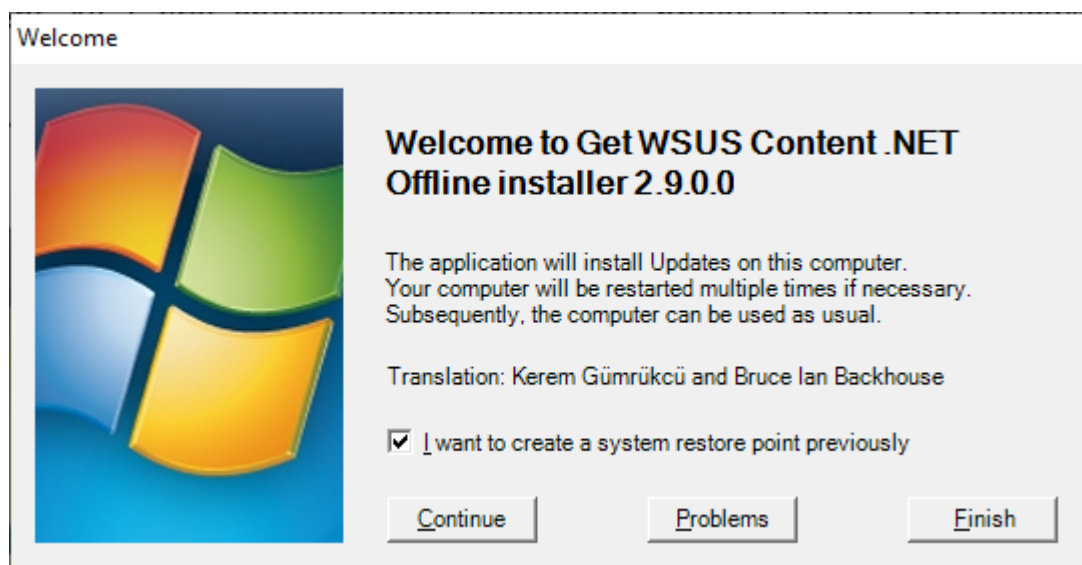 Welcome
Welcome to Get WSUS Content .NET
Offline installer 2.9.0.0
The application will install Updates on this computer.
Your computer will be restarted multiple times if necessary.
Subsequently, the computer can be used as usual.
Translation: Kerem Gümrükcü and Bruce Ian Backhouse
I want to create a system restore point previously
Continue Problems Finish